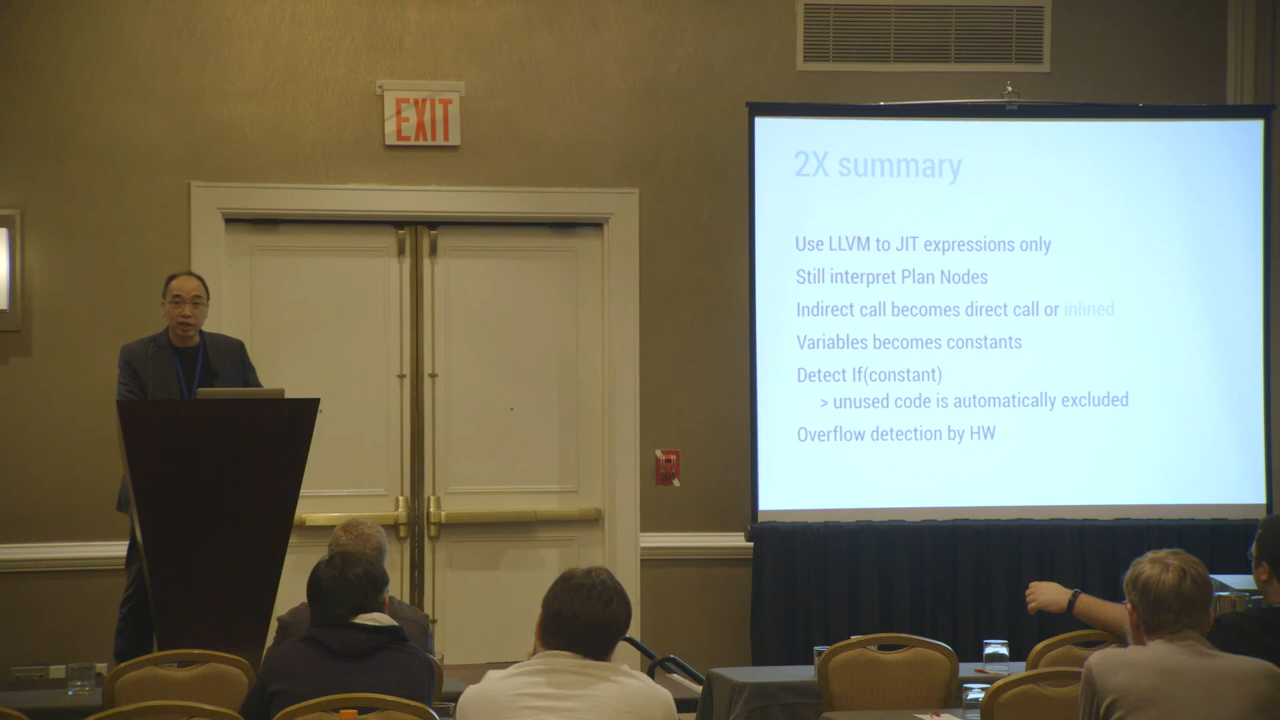 EXIT
2X summary
Use LLVM to JIT expressions only
Still interpret Plan Nodes
Indirect call becomes direct call or inlined
Variables becomes constants
Detect If(constant)
> unused code is automatically excluded
Overflow detection by HW